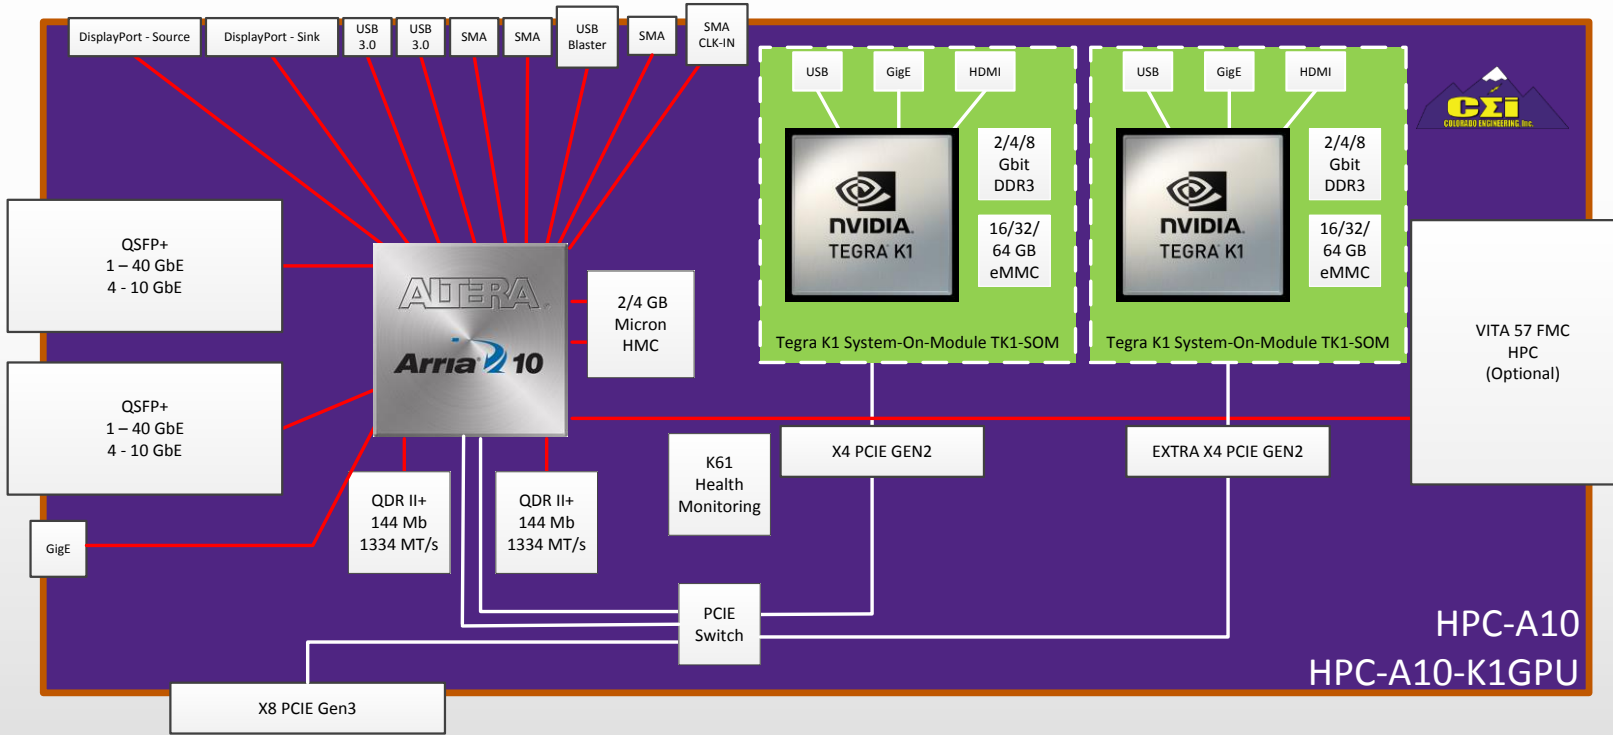 DisplayPort - Source
DisplayPort - Sink
USB
3.0
USB
3.0
SMA
SMA
USB
Blaster
SMA
SMA
CLK-IN
USB
GigE
HDMI
NVIDIA.
TEGRA K1
2/4/8
Gbit
DDR3
16/32/
64 GB
eMMC
Tegra K1 System-On-Module TK1-SOM
USB
GigE
HDMI
NVIDIA.
TEGRA K1
2/4/8
Gbit
DDR3
16/32/
64 GB
eMMC
Tegra K1 System-On-Module TK1-SOM
CΣi
COLORADO ENGINEERING Inc.
QSFP+
1 – 40 GbE
4 - 10 GbE
ALTERA
Arria 10
2/4 GB
Micron
HMC
VITA 57 FMC
HPC
(Optional)
QSFP+
1 – 40 GbE
4 - 10 GbE
K61
Health
Monitoring
X4 PCIE GEN2
EXTRA X4 PCIE GEN2
QDR II+
144 Mb
1334 MT/s
QDR II+
144 Mb
1334 MT/s
GigE
PCIE
Switch
X8 PCIE Gen3
HPC-A10
HPC-A10-K1GPU